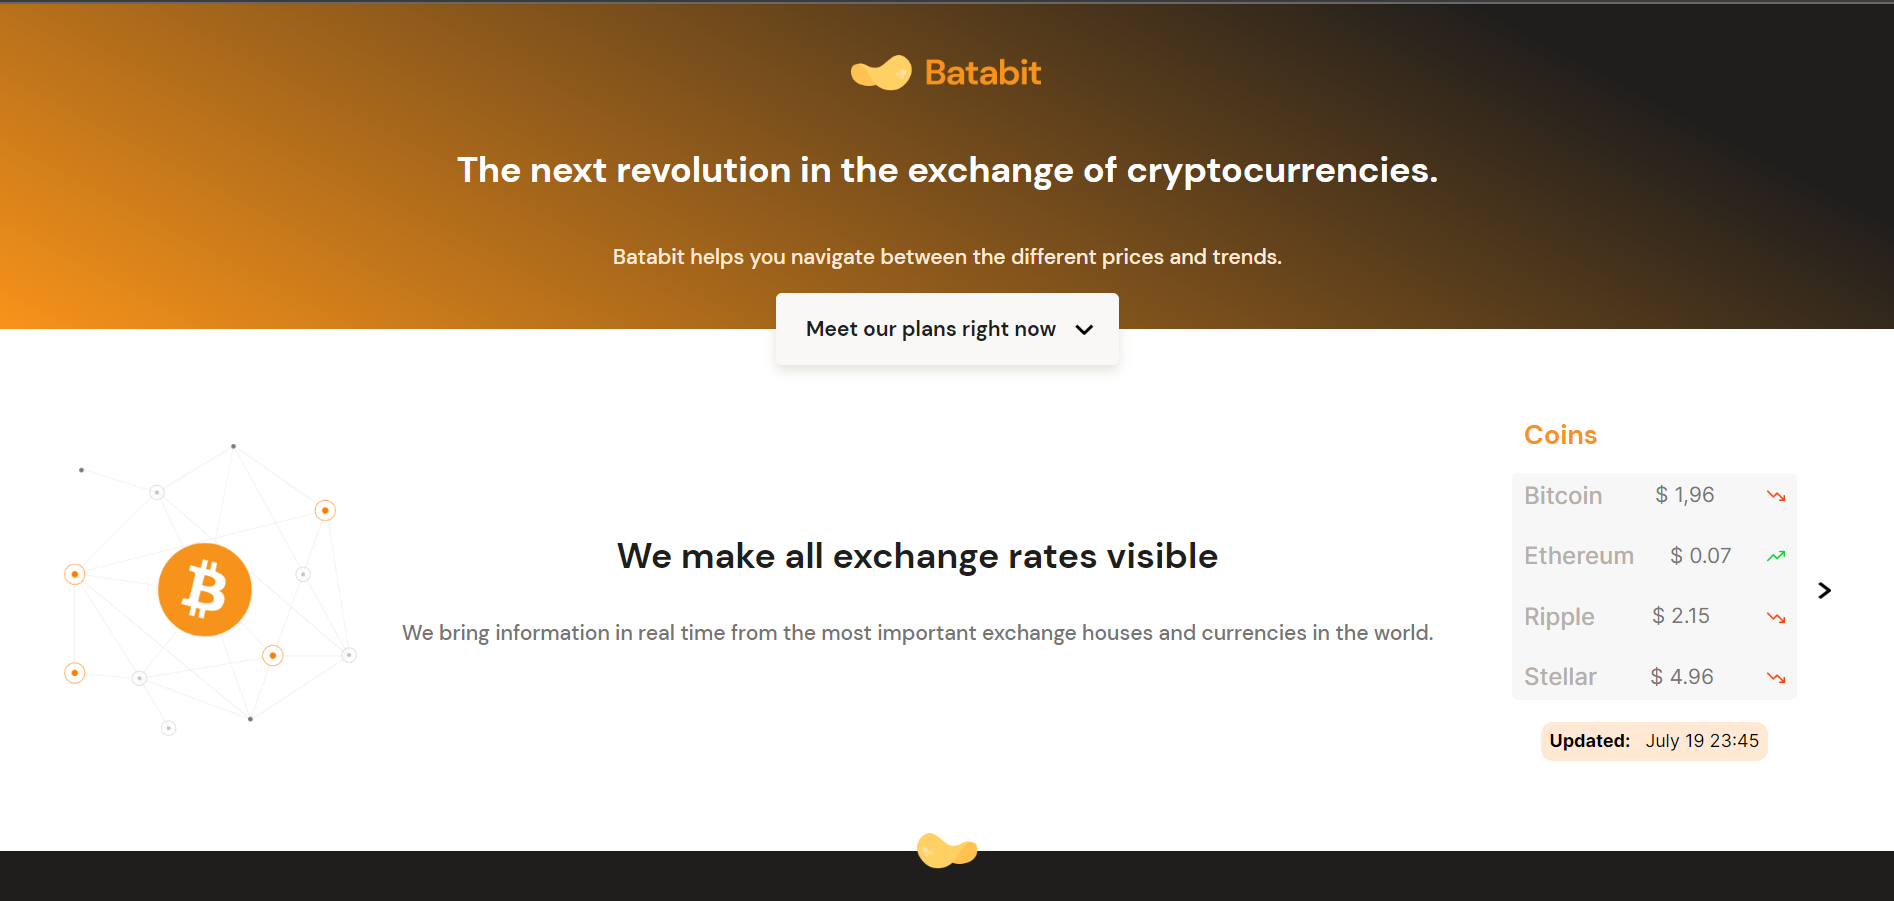 Batabit
The next revolution in the exchange of cryptocurrencies.
Batabit helps you navigate between the different prices and trends.
Meet our plans right now
We make all exchange rates visible
We bring information in real time from the most important exchange houses and currencies in the world.
Coins
Bitcoin $ 1,96
Ethereum $ 0.07
Ripple $ 2.15
Stellar $ 4.96
Updated: July 19 23:45